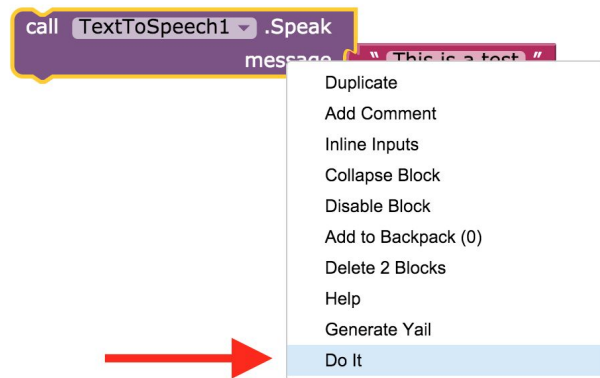 call TextToSpeech1 .Speak
message " This is a test "
Duplicate
Add Comment
Inline Inputs
Collapse Block
Disable Block
Add to Backpack (0)
Delete 2 Blocks
Help
Generate Yail
Do It